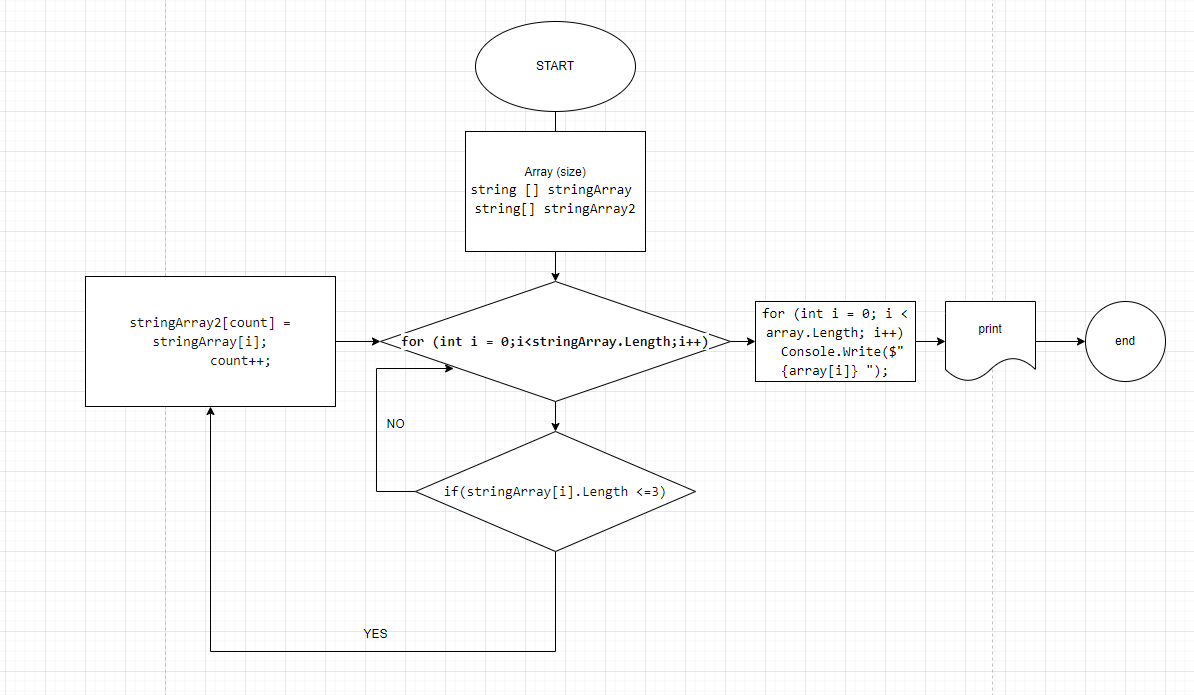 START
Array (size)
string [] stringArray
string[] stringArray2
stringArray2[count] =
stringArray[i];
count++;
for (int i = 0;i<stringArray.Length;i++)
for (int i = 0; i <
array.Length; i++)
Console.Write($"
{array[i]} ");
print
end
NO
if(stringArray[i].Length <=3)
YES